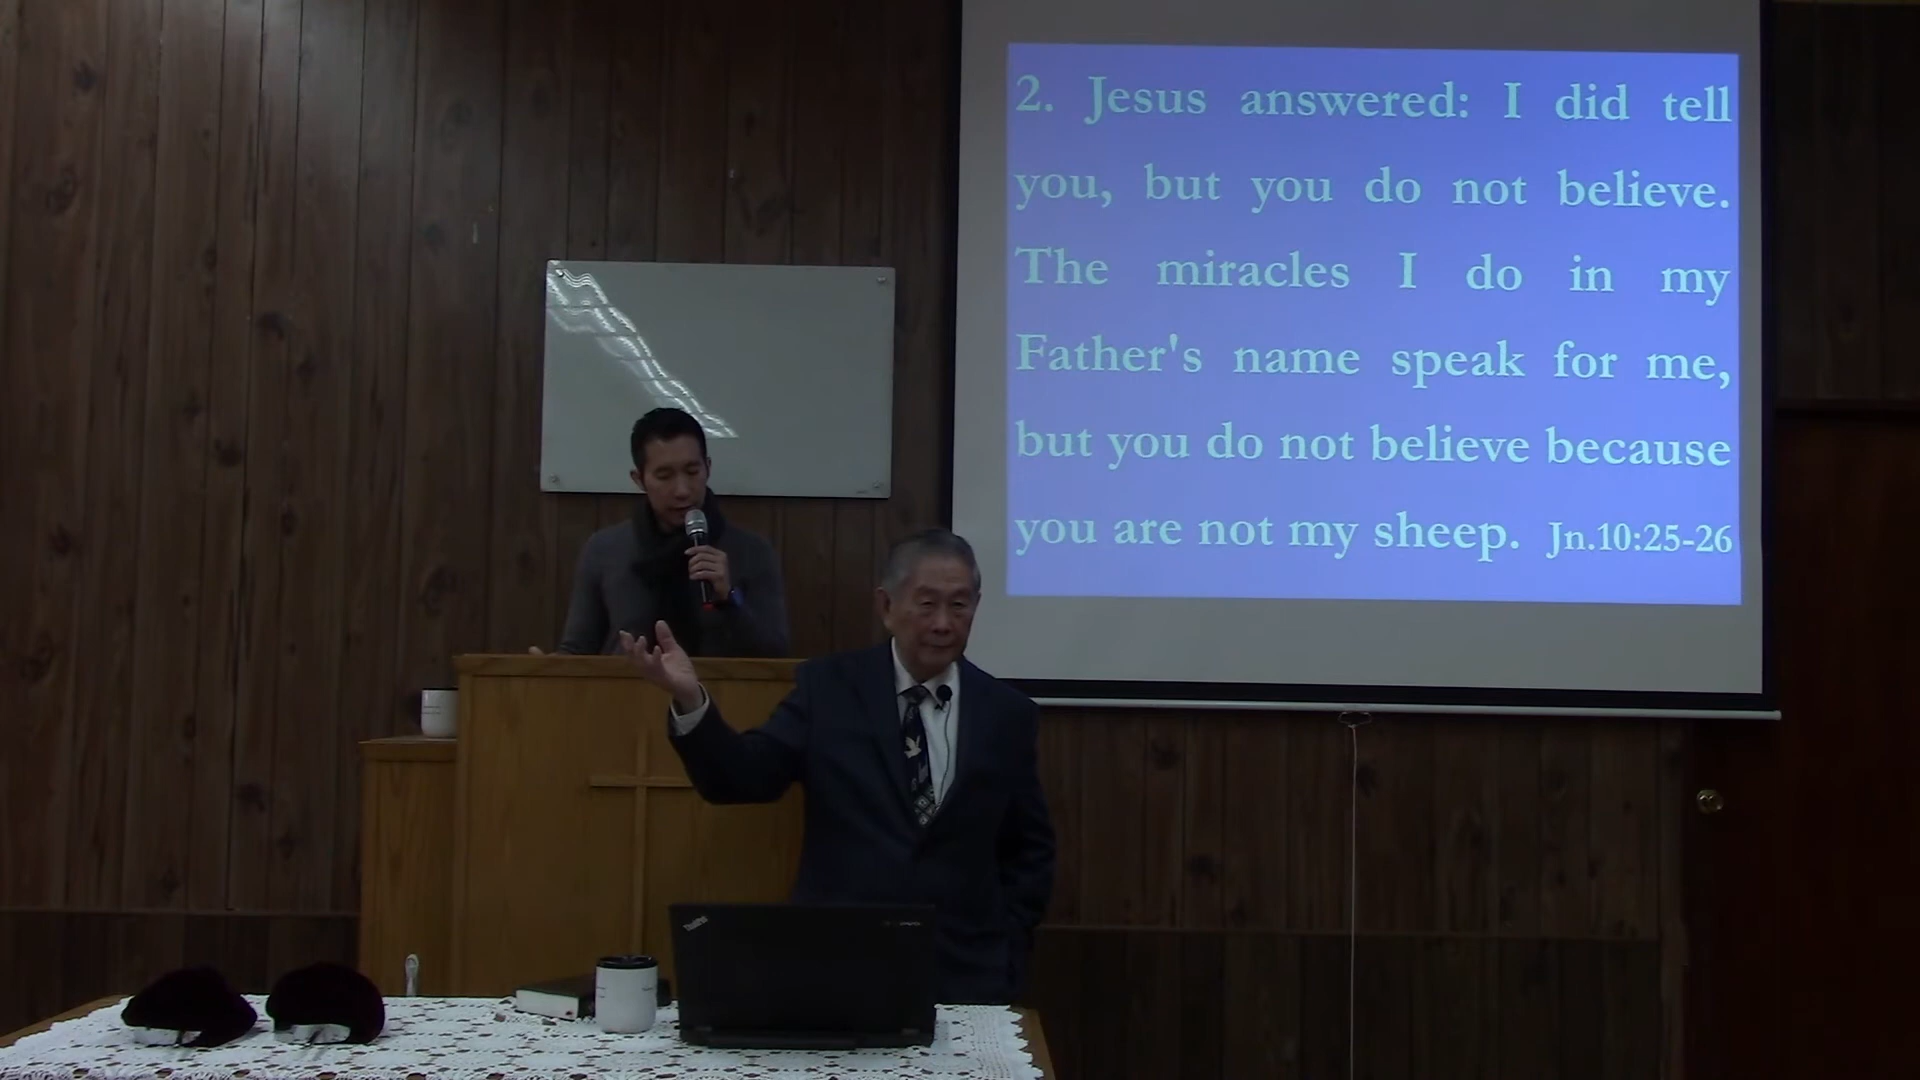 2. Jesus answered: I did tell
you, but you do not believe.
The miracles I do in my
Father's name speak for me,
but you do not believe because
you are not my sheep. Jn.10:25-26
ThinkPad